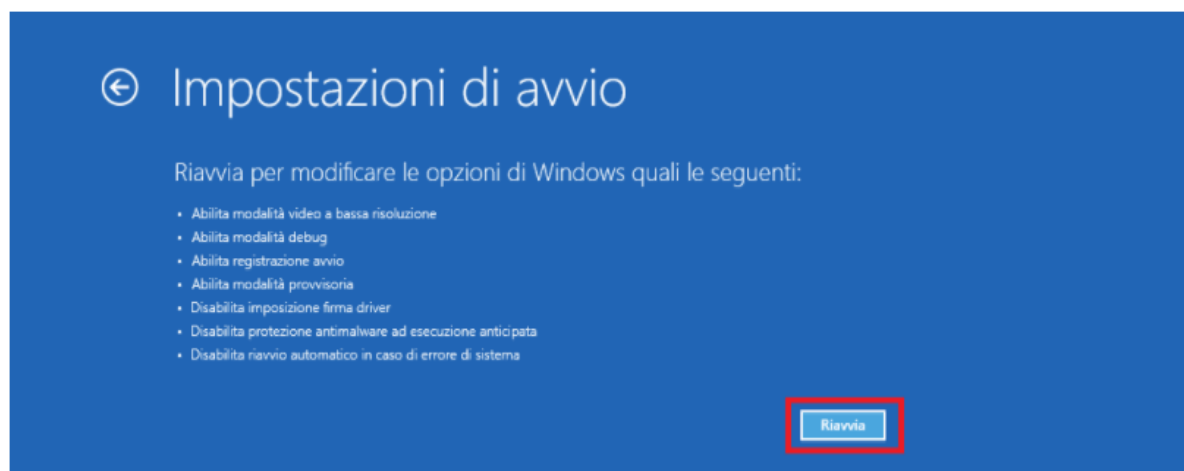 Impostazioni di avvio
Riavvia per modificare le opzioni di Windows quali le seguenti:
• Abilita modalità video a bassa risoluzione
• Abilita modalità debug
• Abilita registrazione avvio
• Abilita modalità provvisoria
• Disabilita imposizione firma driver
• Disabilita protezione antimalware ad esecuzione anticipata
• Disabilita riavvio automatico in caso di errore di sistema
Riavvia